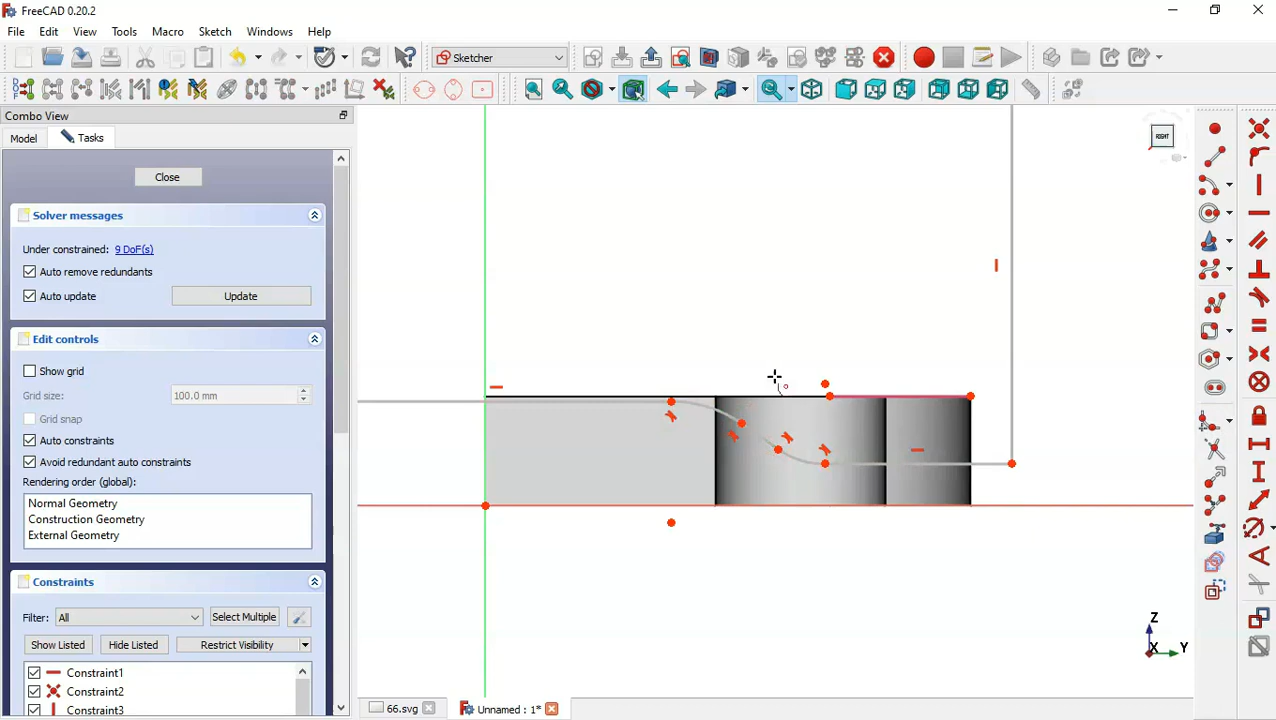 FreeCAD 0.20.2
File Edit View Tools Macro Sketch Windows Help
Sketcher
Combo View
Model Tasks
Close
Solver messages
Under constrained: 9 DoF(s)
Auto remove redundants
Auto update Update
Edit controls
Show grid
Grid size: 100.0 mm
Grid snap
Auto constraints
Avoid redundant auto constraints
Rendering order (global):
Normal Geometry
Construction Geometry
External Geometry
Constraints
Filter: All Select Multiple
Show Listed Hide Listed Restrict Visibility
Constraint1
Constraint2
Constraint3
RIGHT
Z
X Y
66.svg Unnamed : 1*